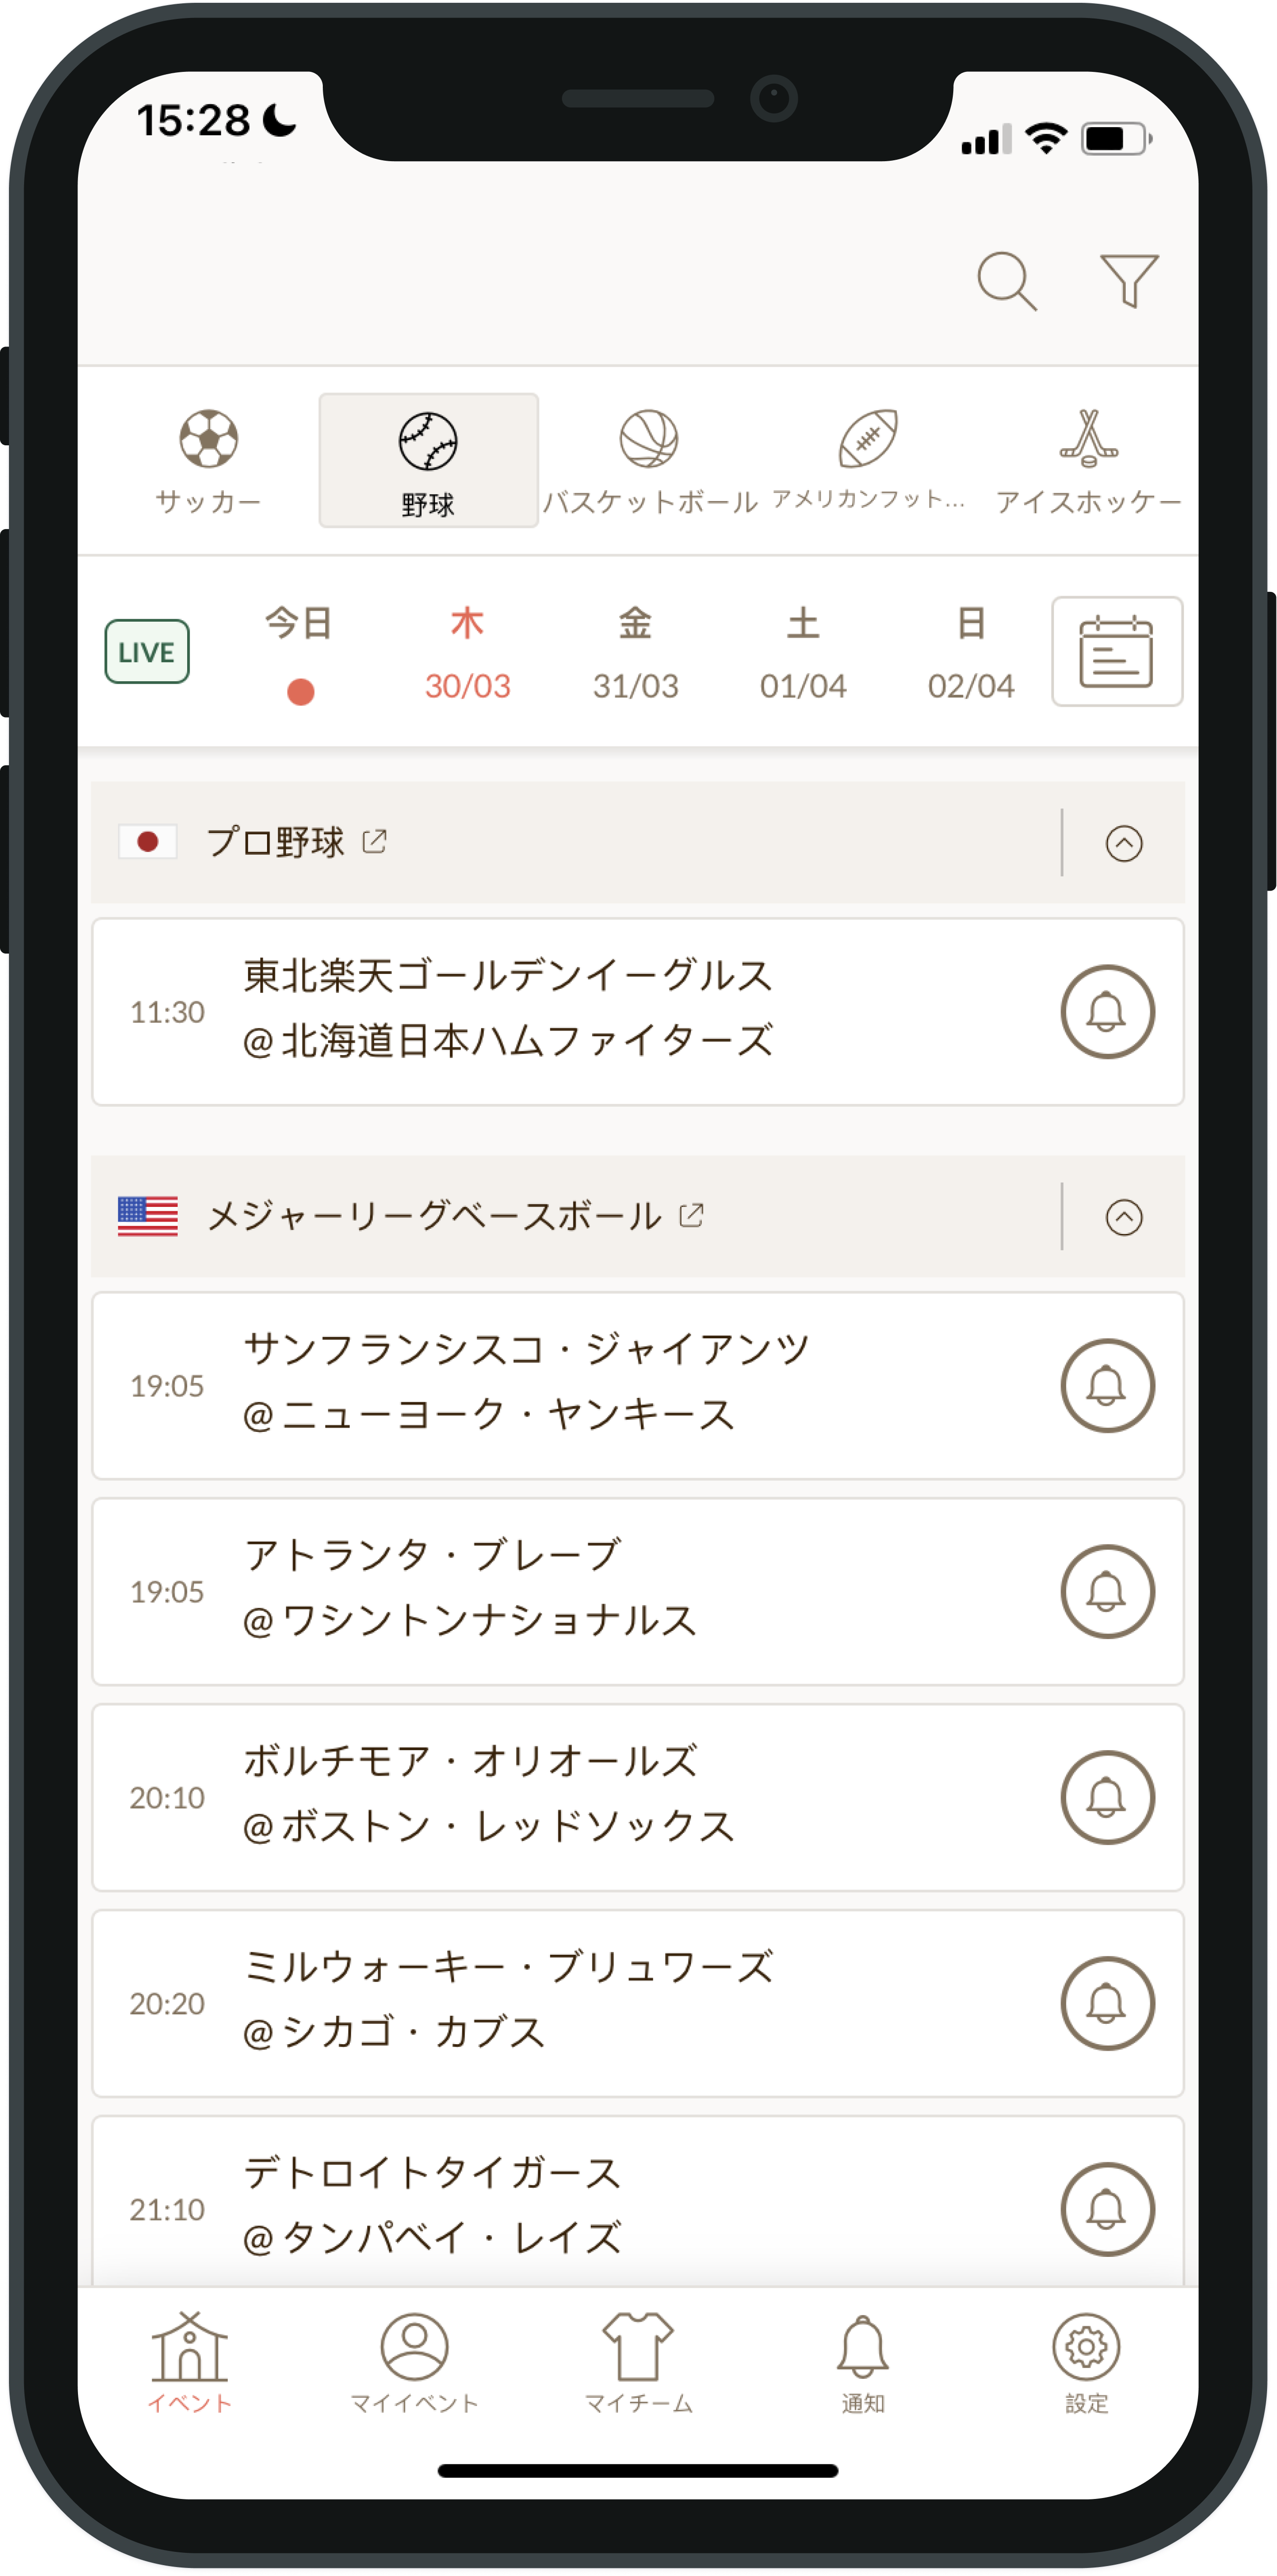 15:28
サッカー
野球
バスケットボール
アメリカンフット...
アイスホッケー
LIVE
今日
木
30/03
金
31/03
土
01/04
日
02/04
プロ野球
11:30
東北楽天ゴールデンイーグルス
@ 北海道日本ハムファイターズ
メジャーリーグベースボール
19:05
サンフランシスコ・ジャイアンツ
@ ニューヨーク・ヤンキース
19:05
アトランタ・ブレーブ
@ ワシントンナショナルス
20:10
ボルチモア・オリオールズ
@ ボストン・レッドソックス
20:20
ミルウォーキー・ブリュワーズ
@ シカゴ・カブス
21:10
デトロイトタイガース
@ タンパベイ・レイズ
イベント
マイイベント
マイチーム
通知
設定